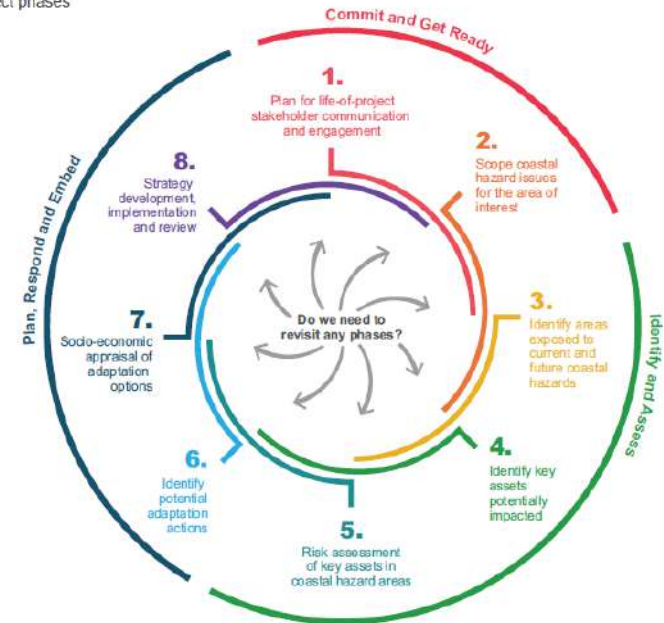 ect phases
Commit and Get Ready
1.
Plan for life-of-project
stakeholder communication
and engagement
2.
Scope coastal
hazard issues
for the area of
interest
Identify and Assess
3.
Identify areas
exposed to
current and
future coastal
hazards
4.
Identify key
assets
potentially
impacted
5.
Risk assessment
of key assets in
coastal hazard areas
6.
Identify
potential
adaptation
actions
Plan, Respond and Embed
7.
Socio-economic
appraisal of
adaptation
options
8.
Strategy
development,
implementation
and review
Do we need to
revisit any phases?